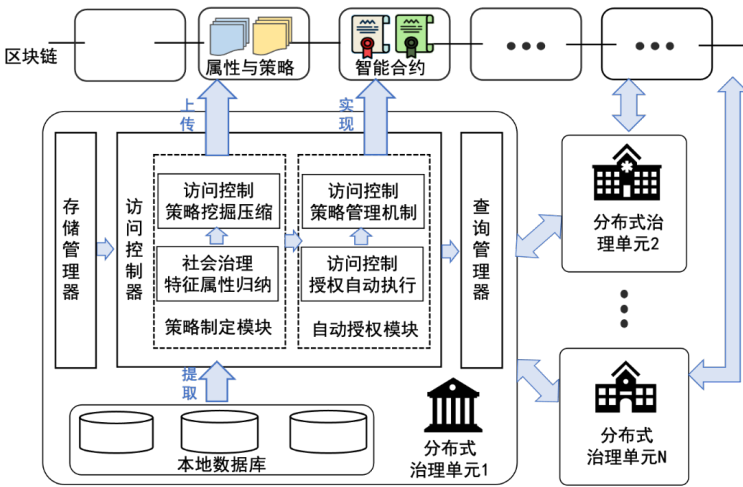 区块链
属性与策略
智能合约
上传
实现
存储管理器
访问控制器
访问控制
策略挖掘压缩
社会治理
特征属性归纳
策略制定模块
访问控制
策略管理机制
访问控制
授权自动执行
自动授权模块
查询管理器
提取
本地数据库
分布式
治理单元1
分布式治
理单元2
分布式
治理单元N